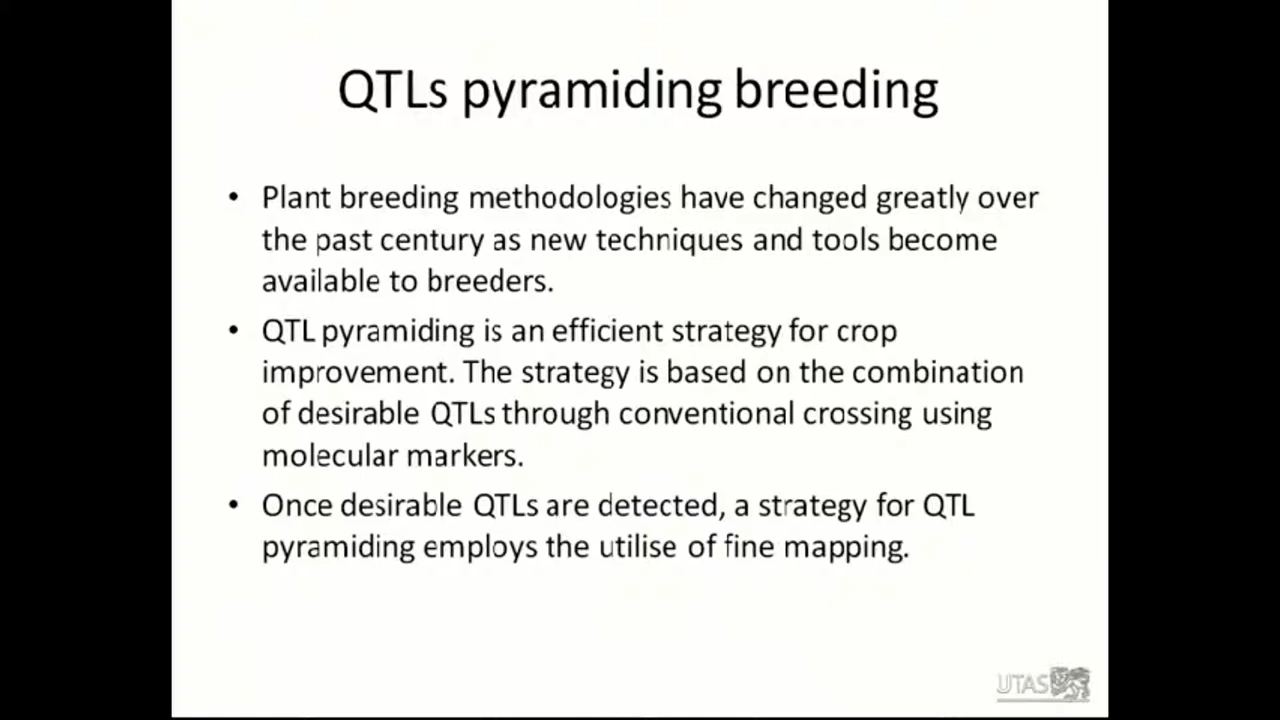 QTLs pyramiding breeding
• Plant breeding methodologies have changed greatly over
the past century as new techniques and tools become
available to breeders.
• QTL pyramiding is an efficient strategy for crop
improvement. The strategy is based on the combination
of desirable QTLs through conventional crossing using
molecular markers.
• Once desirable QTLs are detected, a strategy for QTL
pyramiding employs the utilise of fine mapping.
UTAS